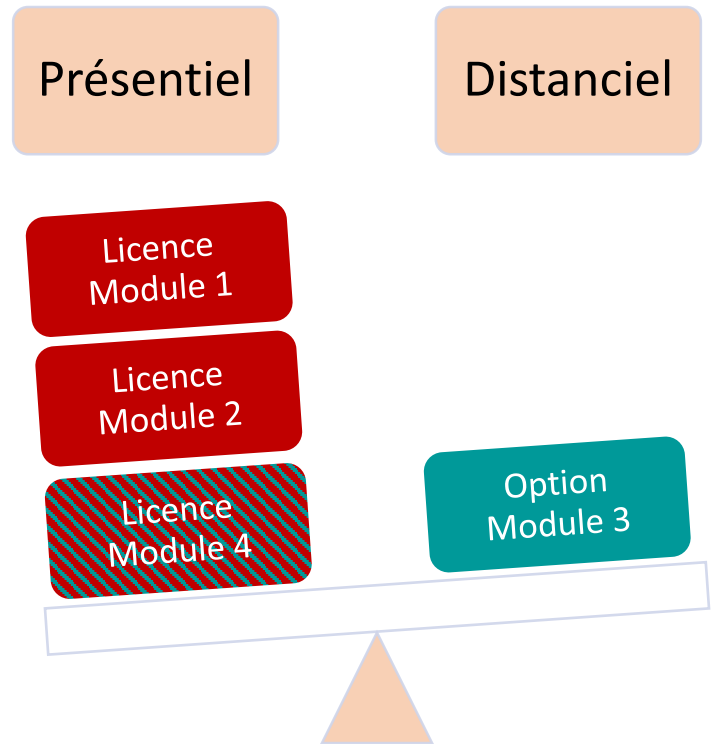 Présentiel
Distanciel
Licence
Module 1
Licence
Module 2
Licence
Module 4
Option
Module 3